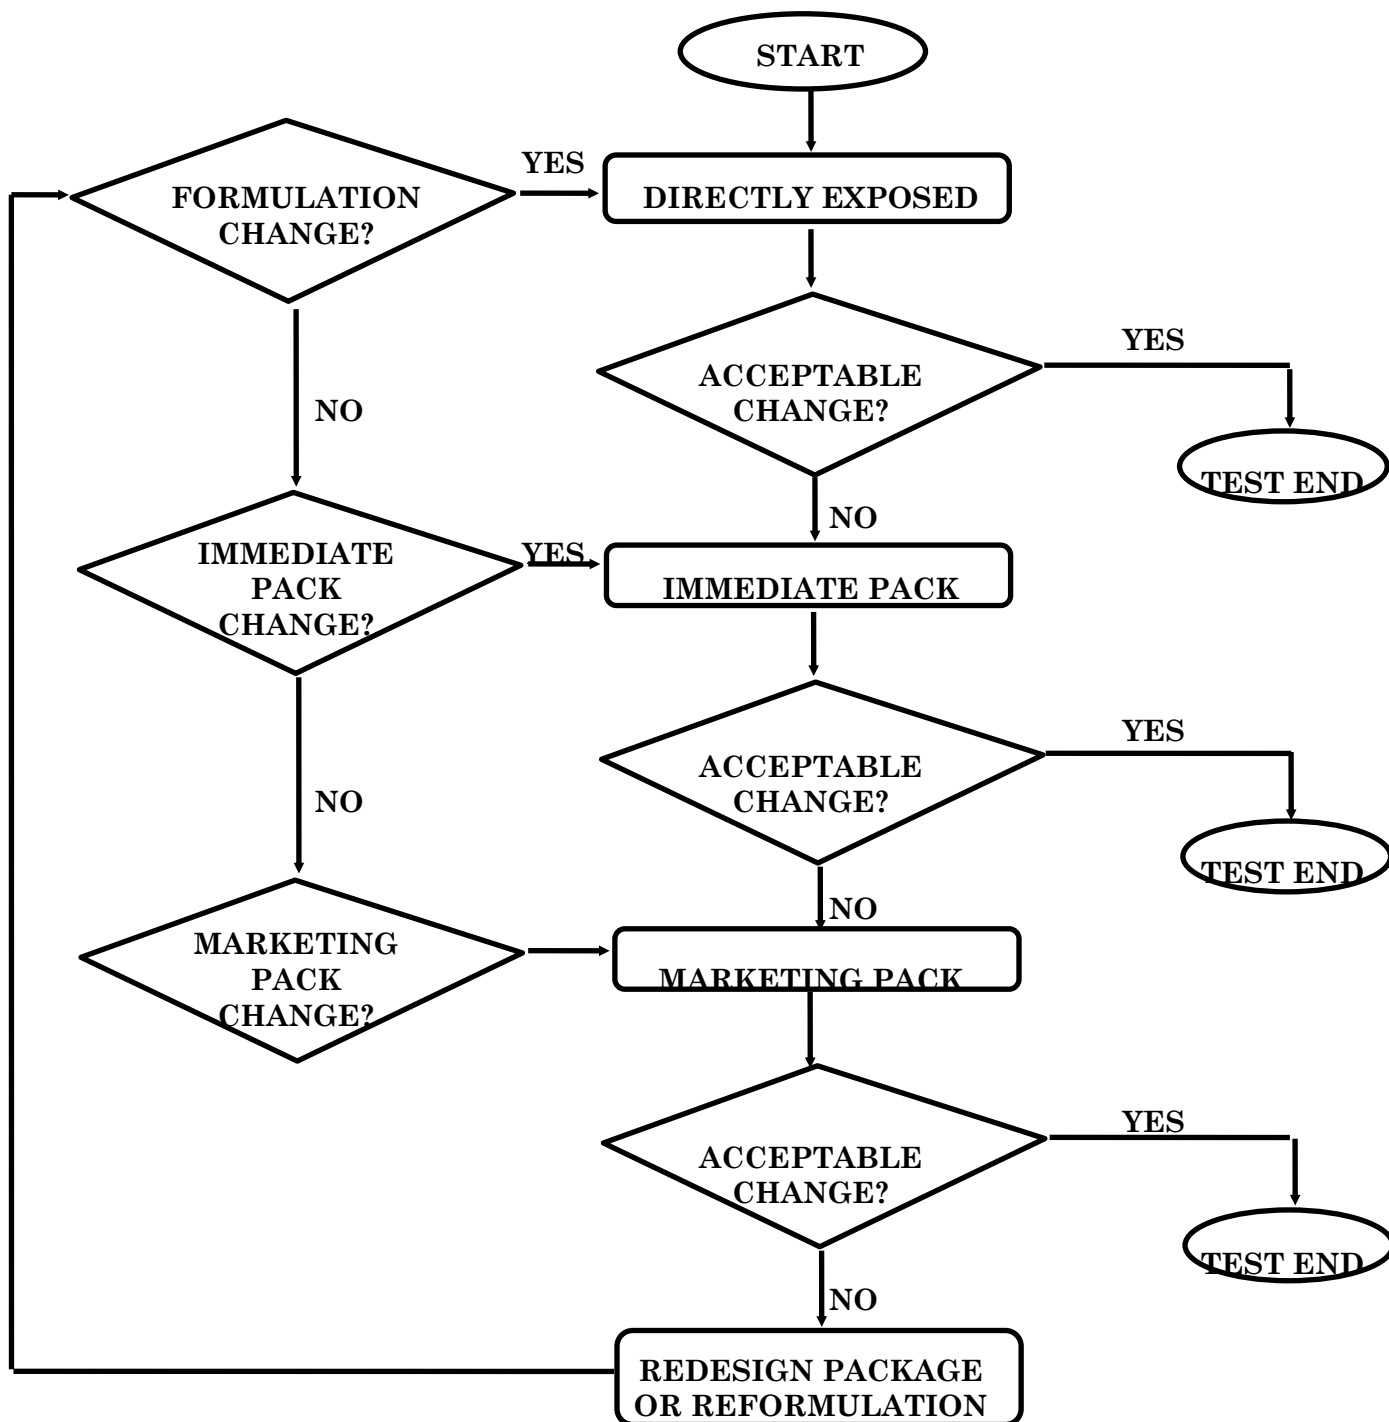 START
YES
FORMULATION
CHANGE?
DIRECTLY EXPOSED
YES
ACCEPTABLE
CHANGE?
NO
TEST END
NO
IMMEDIATE
PACK
CHANGE?
YES
IMMEDIATE PACK
YES
ACCEPTABLE
CHANGE?
NO
TEST END
NO
MARKETING
PACK
CHANGE?
MARKETING PACK
YES
ACCEPTABLE
CHANGE?
TEST END
NO
REDESIGN PACKAGE
OR REFORMULATION